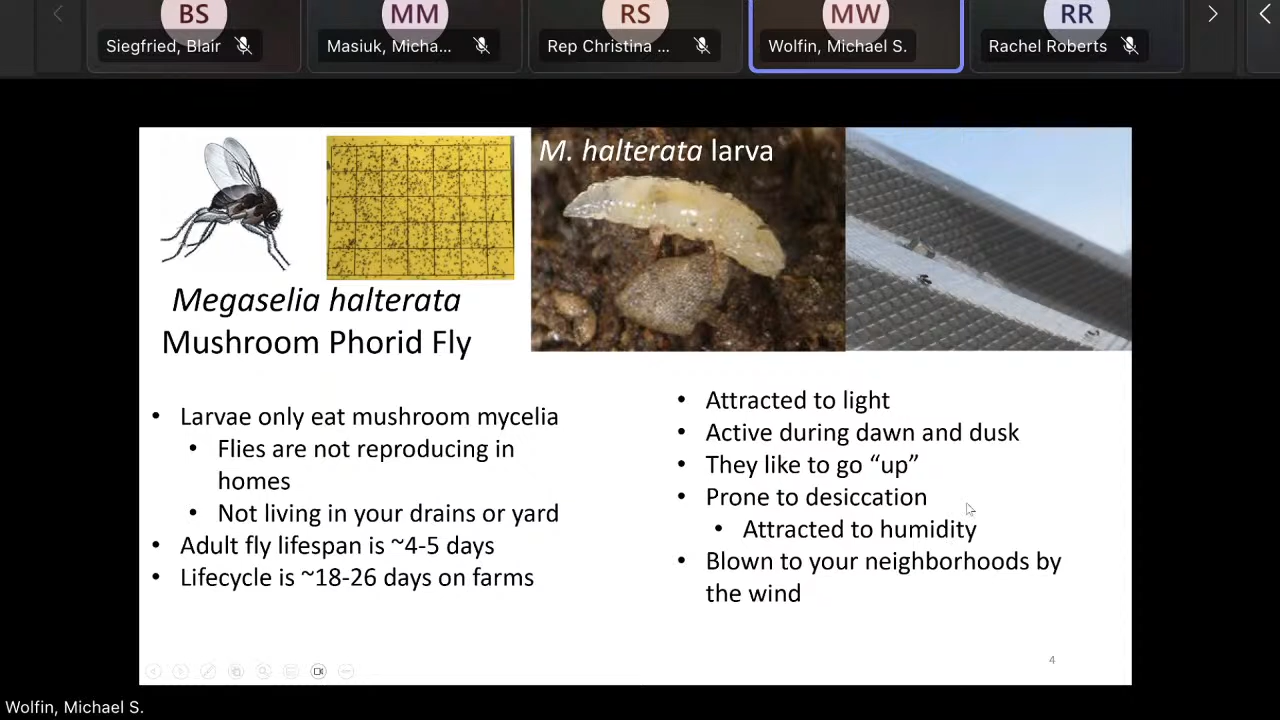 BS
MM
RS
MW
RR
Siegfried, Blair
Masiuk, Micha...
Rep Christina ...
Wolfin, Michael S.
Rachel Roberts
M. halterata larva
Megaselia halterata
Mushroom Phorid Fly
• Larvae only eat mushroom mycelia
• Flies are not reproducing in
homes
• Not living in your drains or yard
• Adult fly lifespan is ~4-5 days
• Lifecycle is ~18-26 days on farms
• Attracted to light
• Active during dawn and dusk
• They like to go “up”
• Prone to desiccation
• Attracted to humidity
• Blown to your neighborhoods by
the wind
4
Wolfin, Michael S.